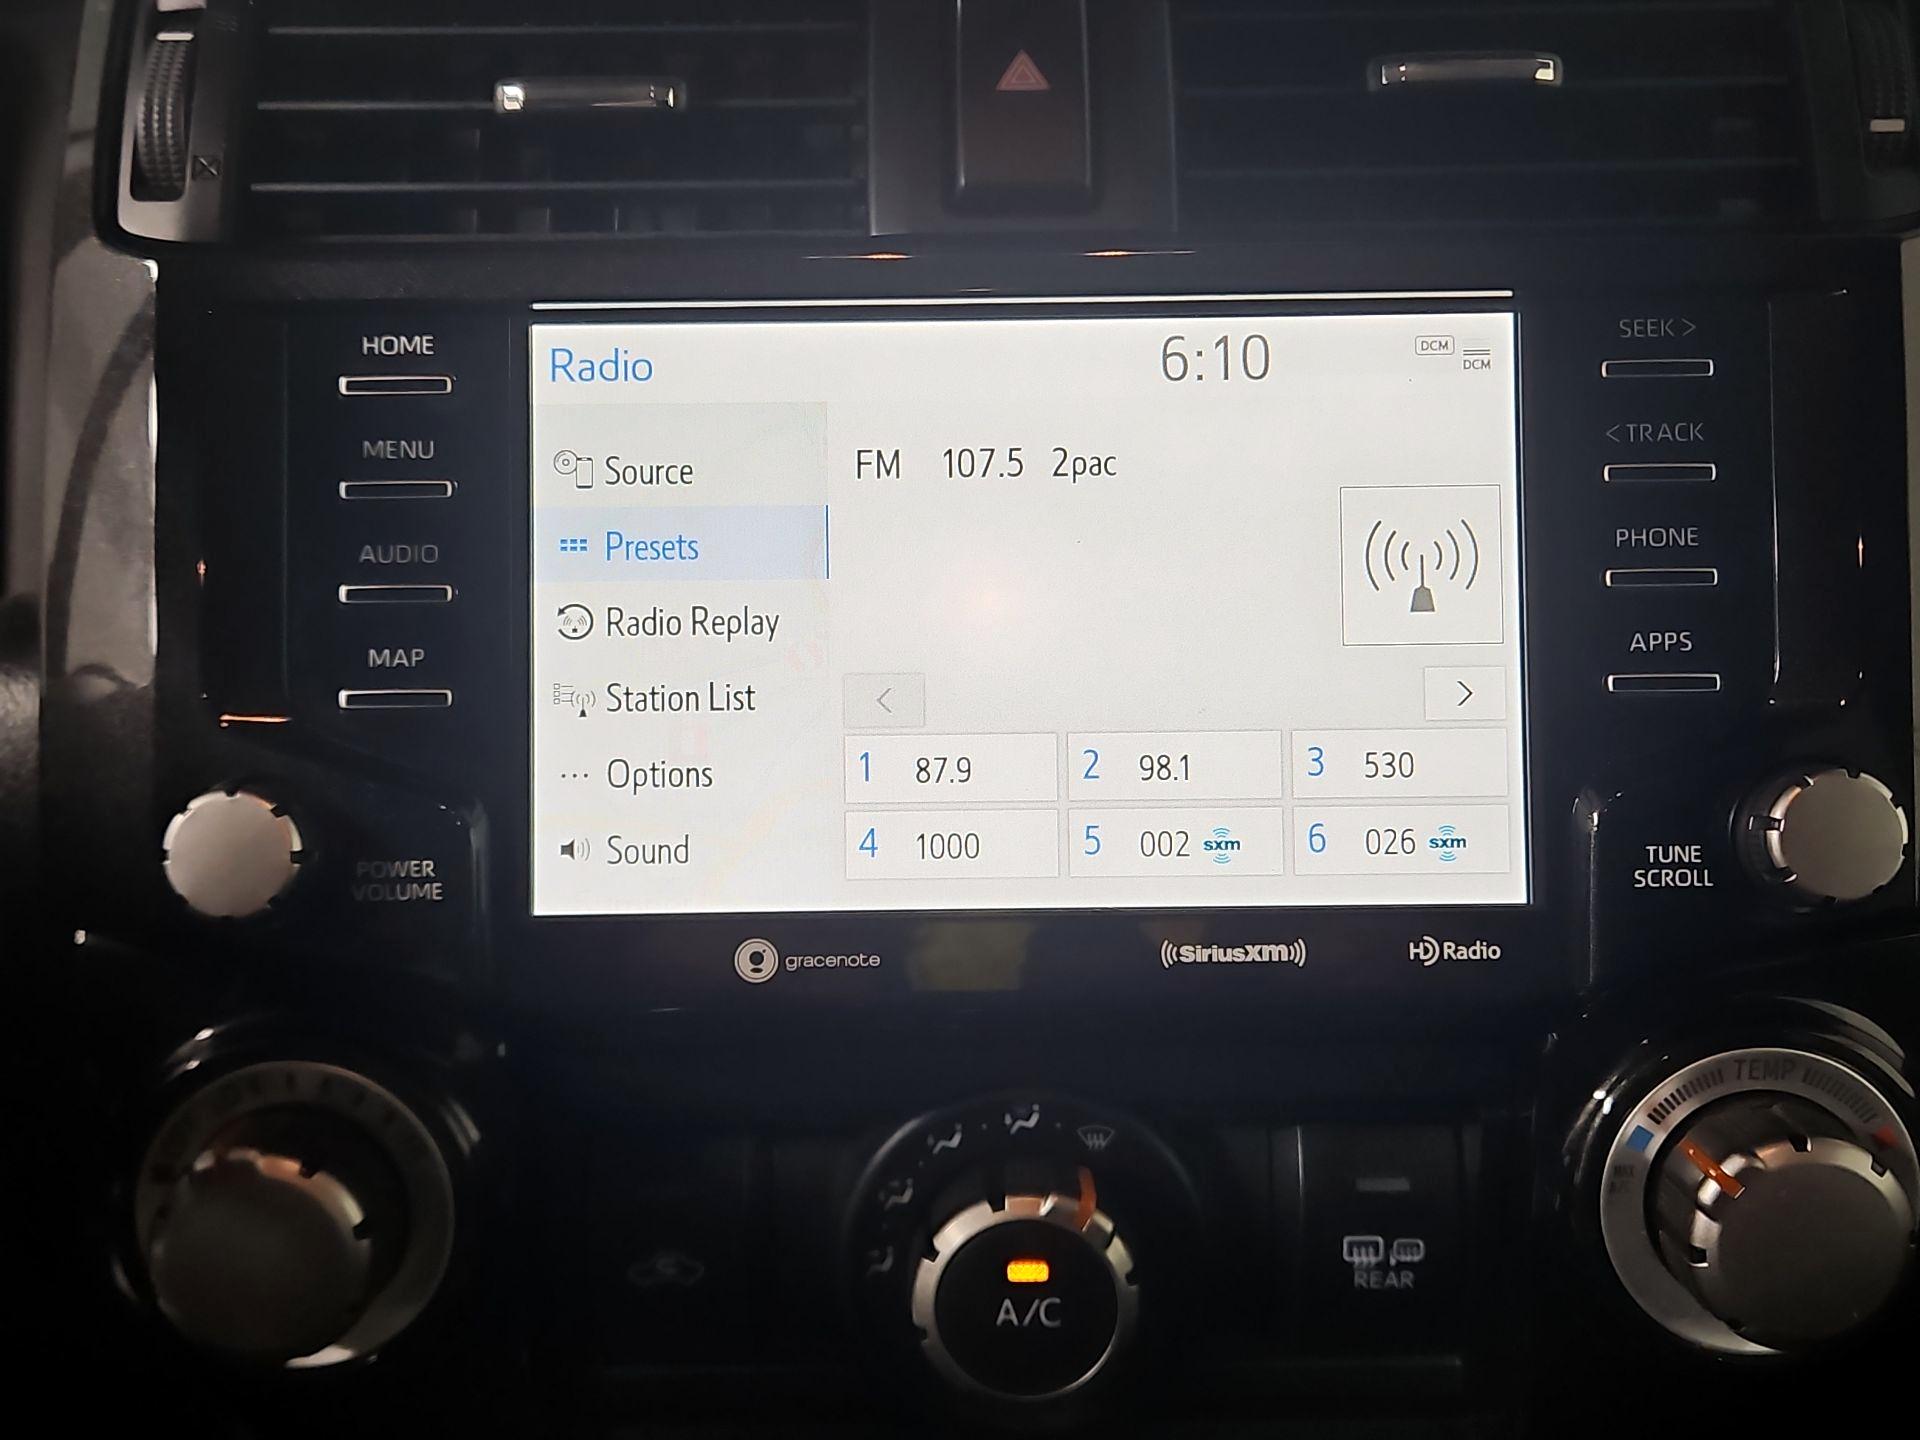 HOME
MENU
AUDIO
MAP
POWER
VOLUME
Radio
6:10
DCM
DCM
Source
Presets
Radio Replay
Station List
Options
Sound
FM 107.5 2pac
<
>
1 87.9
2 98.1
3 530
4 1000
5 002 sxm
6 026 sxm
SEEK >
< TRACK
PHONE
APPS
TUNE
SCROLL
gracenote
((SiriusXM))
HD Radio
TEMP
MAX
A/C
A/C
REAR